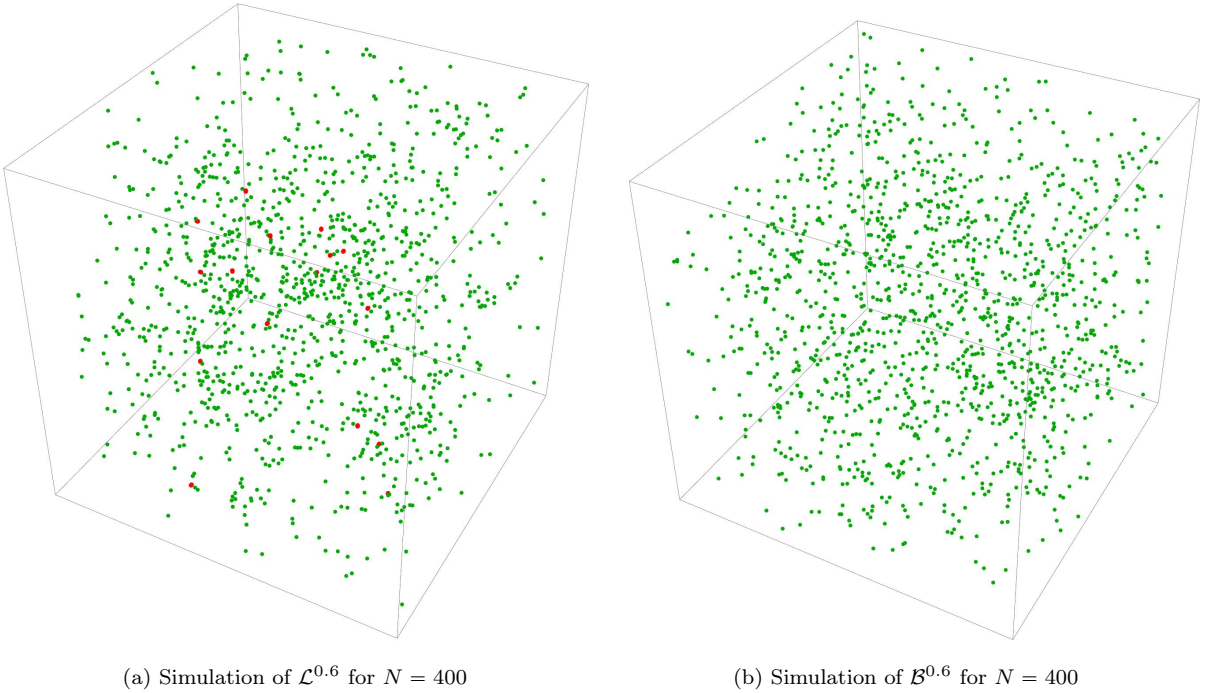 (a) Simulation of $\mathcal{L}^{0.6}$ for $N = 400$
(b) Simulation of $\mathcal{B}^{0.6}$ for $N = 400$